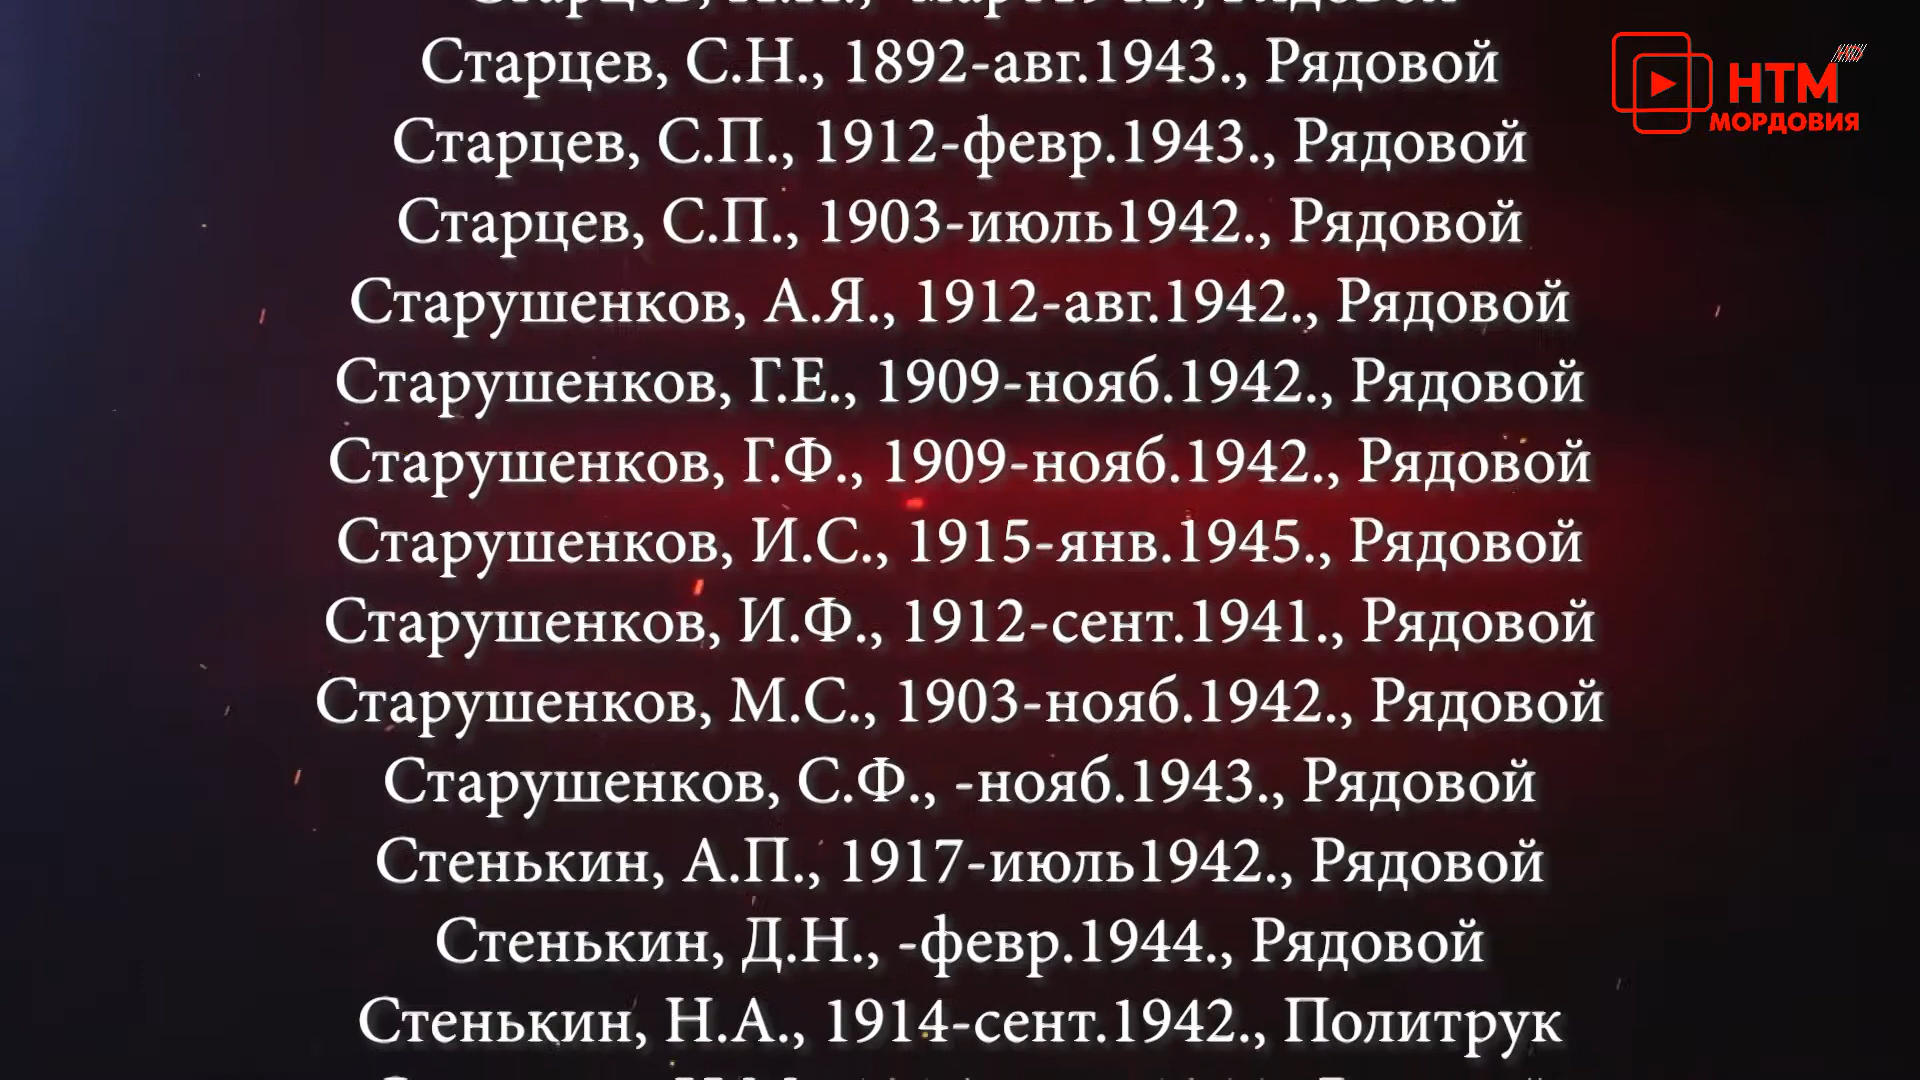 Старцев, С.Н., 1892-авг.1943., Рядовой
Старцев, С.П., 1912-февр.1943., Рядовой
Старцев, С.П., 1903-июль1942., Рядовой
Старушенков, А.Я., 1912-авг.1942., Рядовой
Старушенков, Г.Е., 1909-нояб.1942., Рядовой
Старушенков, Г.Ф., 1909-нояб.1942., Рядовой
Старушенков, И.С., 1915-янв.1945., Рядовой
Старушенков, И.Ф., 1912-сент.1941., Рядовой
Старушенков, М.С., 1903-нояб.1942., Рядовой
Старушенков, С.Ф., -нояб.1943., Рядовой
Стенькин, А.П., 1917-июль1942., Рядовой
Стенькин, Д.Н., -февр.1944., Рядовой
Стенькин, Н.А., 1914-сент.1942., Политрук
НТМ
МОРДОВИЯ